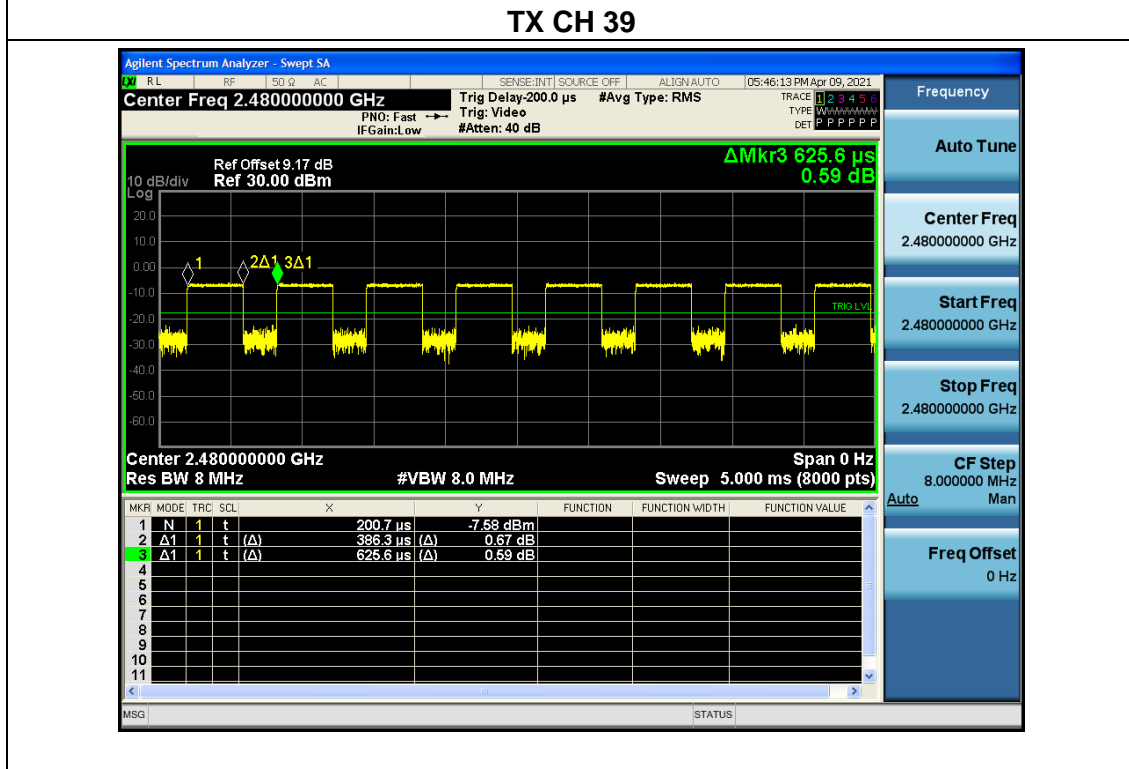 TX CH 39
Agilent Spectrum Analyzer - Swept SA
LXI RL RF 50 Ω AC SENSE:INT SOURCE OFF ALIGN AUTO 05:46:13 PM Apr 09, 2021
Center Freq 2.480000000 GHz
PNO: Fast
IFGain:Low
Trig Delay-200.0 µs #Avg Type: RMS
Trig: Video
#Atten: 40 dB
TRACE 1 2 3 4 5 6
TYPE WWWWWW
DET P P P P P P
Ref Offset 9.17 dB
Ref 30.00 dBm
10 dB/div
Log
ΔMkr3 625.6 µs
0.59 dB
20.0
10.0
0.00
-10.0
-20.0
-30.0
-40.0
-50.0
-60.0
1
2Δ1 3Δ1
TRIG LVL
Center 2.480000000 GHz Span 0 Hz
Res BW 8 MHz #VBW 8.0 MHz Sweep 5.000 ms (8000 pts)
MKR MODE TRC SCL X Y FUNCTION FUNCTION WIDTH FUNCTION VALUE
1 N 1 t 200.7 µs -7.58 dBm
2 Δ1 1 t (Δ) 386.3 µs (Δ) 0.67 dB
3 Δ1 1 t (Δ) 625.6 µs (Δ) 0.59 dB
4
5
6
7
8
9
10
11
MSG STATUS
Frequency
Auto Tune
Center Freq
2.480000000 GHz
Start Freq
2.480000000 GHz
Stop Freq
2.480000000 GHz
CF Step
8.000000 MHz
Auto Man
Freq Offset
0 Hz